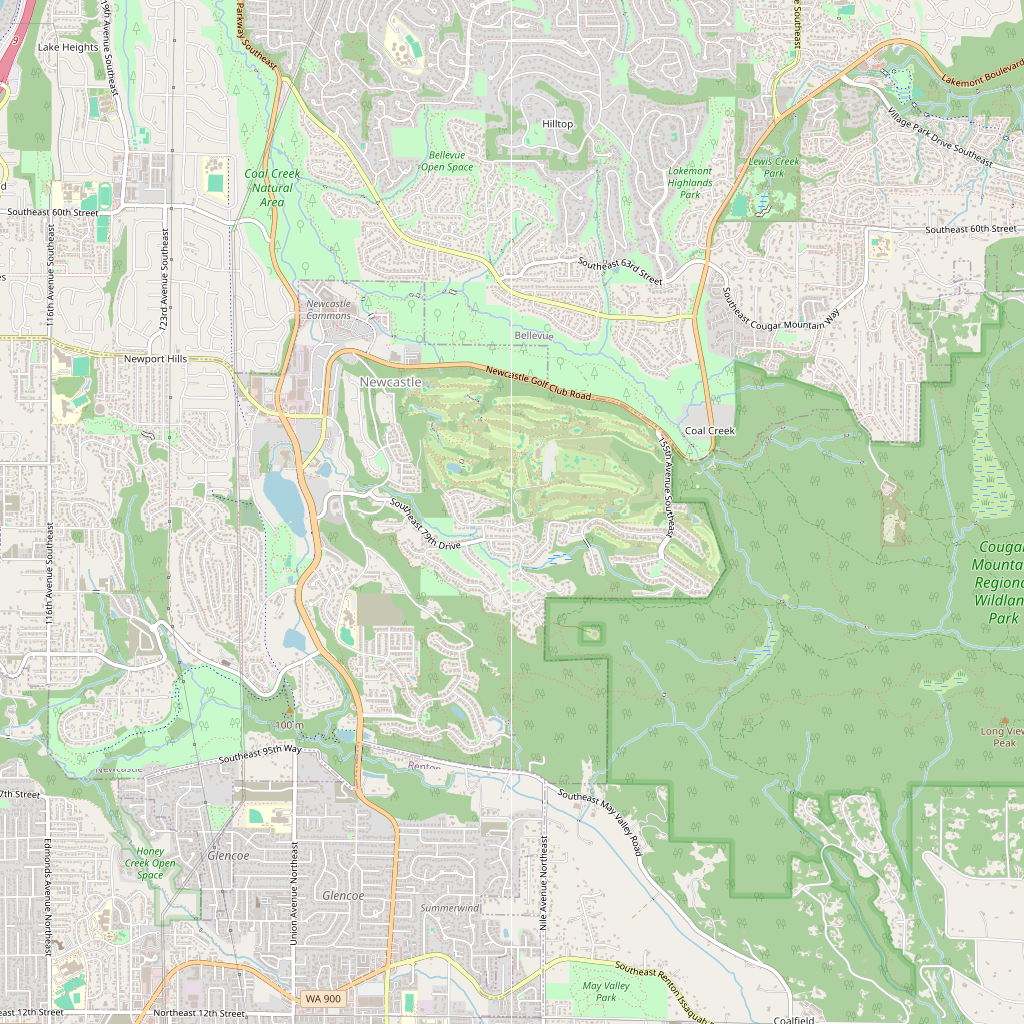 Parkway Southeast
119th Avenue Southeast
Lake Heights
Lakemont Boulevard
Village Park Drive Southeast
Hilltop
Bellevue
Open Space
Coal Creek
Natural
Area
Lakemont
Highlands
Park
Lewis Creek
Park
Southeast 60th Street
Southeast 60th Street
116th Avenue Southeast
123rd Avenue Southeast
Southeast 63rd Street
Southeast Cougar Mountain Way
Newcastle
Commons
Bellevue
Newport Hills
Newcastle
Newcastle Golf Club Road
Coal Creek
155th Avenue Southeast
Southeast 79th Drive
116th Avenue Southeast
Cougar
Mountain
Regional
Wildland
Park
100 m
Long View
Peak
Southeast 95th Way
Newcastle
Renton
7th Street
Southeast May Valley Road
Honey
Creek Open
Space
Glencoe
Glencoe
Edmonds Avenue Northeast
Union Avenue Northeast
Summerwind
Nile Avenue Northeast
Southeast Renton Issaquah
May Valley
Park
WA 900
east 12th Street
Northeast 12th Street
Coalfield